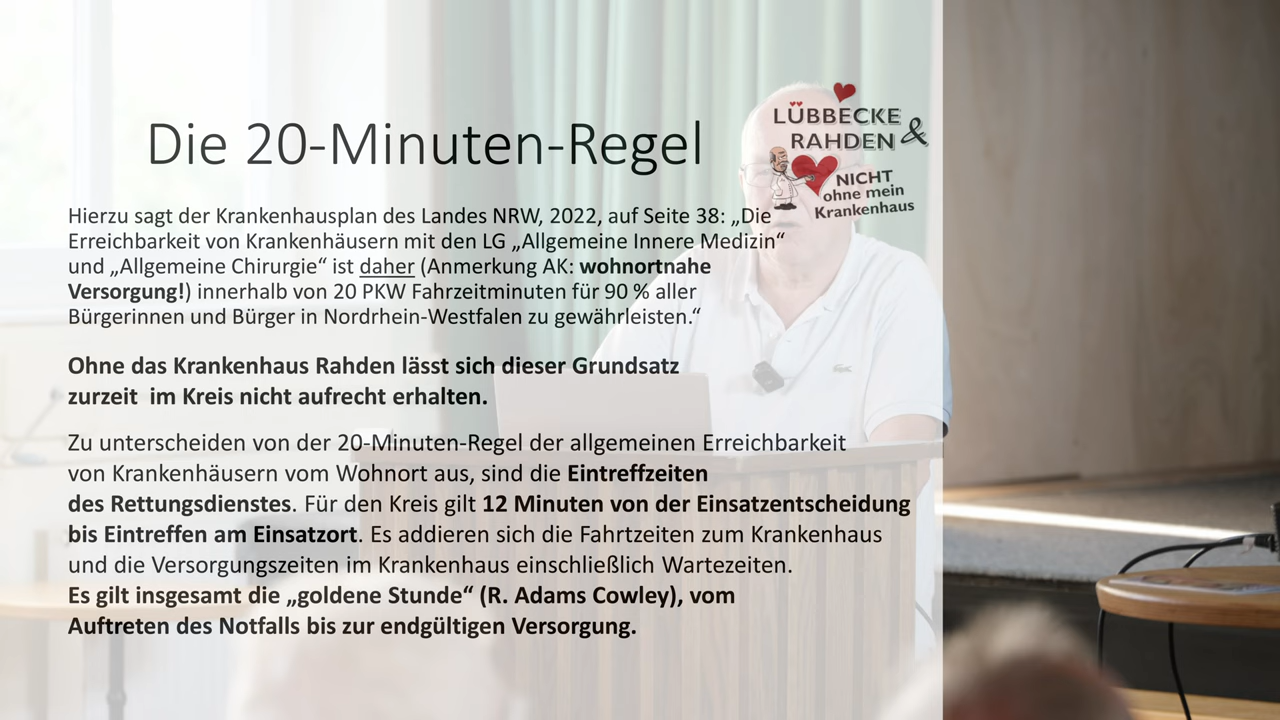 Die 20-Minuten-Regel
LÜBBECKE
RAHDEN &
NICHT
ohne mein
Krankenhaus
Hierzu sagt der Krankenhausplan des Landes NRW, 2022, auf Seite 38: „Die
Erreichbarkeit von Krankenhäusern mit den LG „Allgemeine Innere Medizin“
und „Allgemeine Chirurgie“ ist daher (Anmerkung AK: wohnortnahe
Versorgung!) innerhalb von 20 PKW Fahrzeitminuten für 90 % aller
Bürgerinnen und Bürger in Nordrhein-Westfalen zu gewährleisten.“
Ohne das Krankenhaus Rahden lässt sich dieser Grundsatz
zurzeit  im Kreis nicht aufrecht erhalten.
Zu unterscheiden von der 20-Minuten-Regel der allgemeinen Erreichbarkeit
von Krankenhäusern vom Wohnort aus, sind die Eintreffzeiten
des Rettungsdienstes. Für den Kreis gilt 12 Minuten von der Einsatzentscheidung
bis Eintreffen am Einsatzort. Es addieren sich die Fahrtzeiten zum Krankenhaus
und die Versorgungszeiten im Krankenhaus einschließlich Wartezeiten.
Es gilt insgesamt die „goldene Stunde“ (R. Adams Cowley), vom
Auftreten des Notfalls bis zur endgültigen Versorgung.